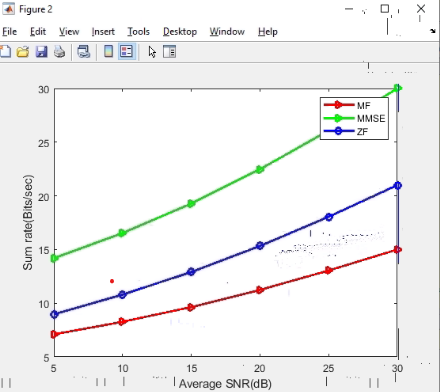 Figure 2
File Edit View Insert Tools Desktop Window Help
30
25
20
15
10
5
Sum rate(Bits/sec)
MF
MMSE
ZF
5 10 15 20 25 30
Average SNR(dB)